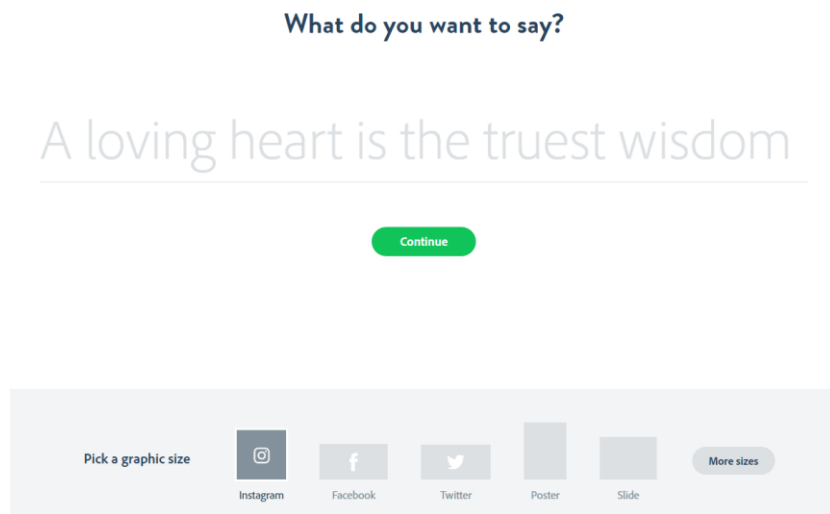 What do you want to say?
A loving heart is the truest wisdom
Continue
Pick a graphic size
Instagram
Facebook
Twitter
Poster
Slide
More sizes